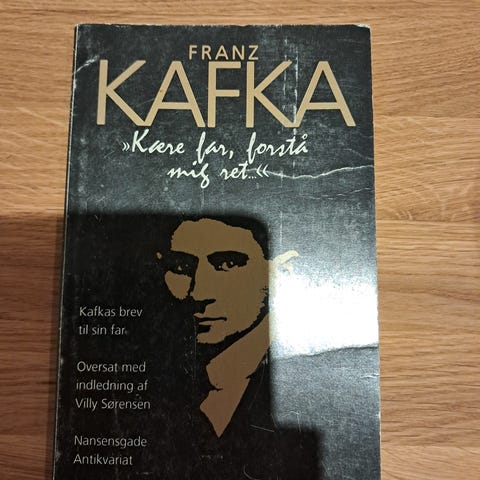 FRANZ
KAFKA
»Kære far, forstå
mig ret...«
Kafkas brev
til sin far
Oversat med
indledning af
Villy Sørensen
Nansensgade
Antikvariat